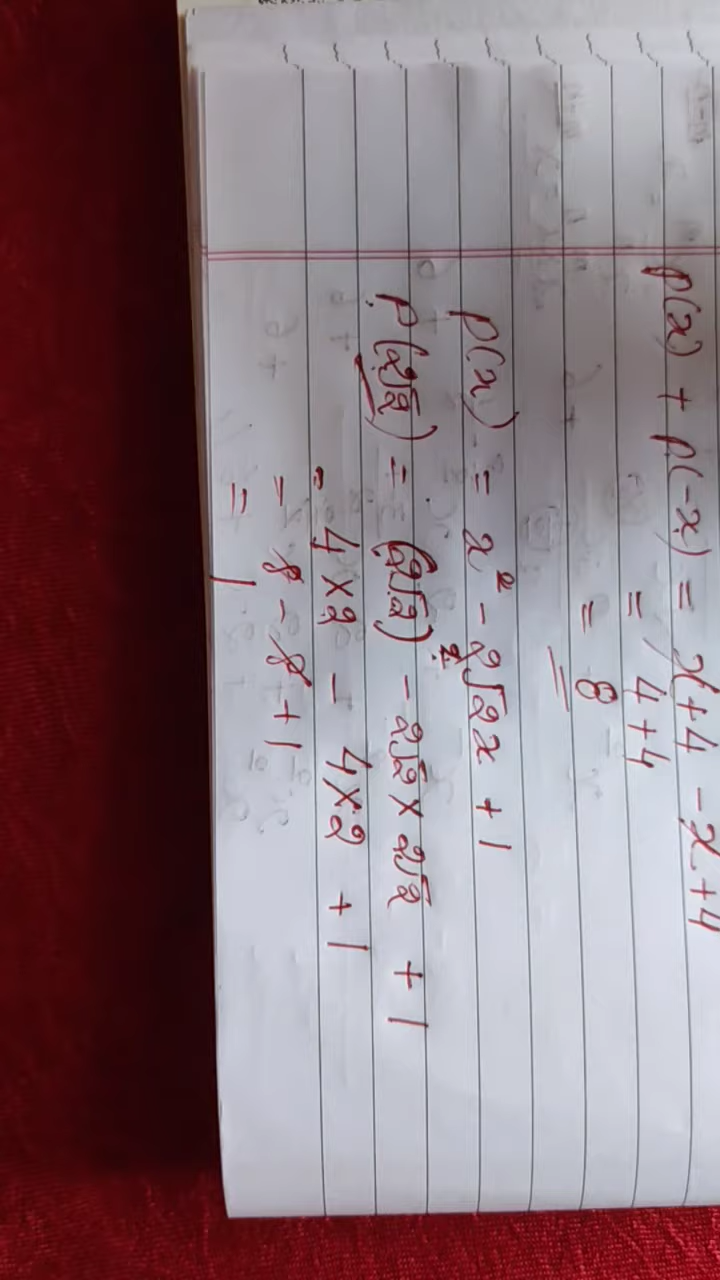 p(x) + p(-x) = x+4 - x+4
= 4+4
= 8
p(x) = x² - 2√2x + 1
p(2√2) = (2√2)² - 2√2 × 2√2 + 1
= 4×2 - 4×2 + 1
= 8 - 8 + 1
= 1